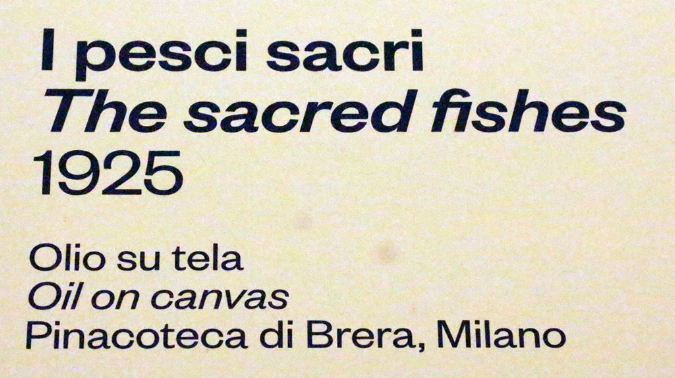 I pesci sacri
The sacred fishes
1925
Olio su tela
Oil on canvas
Pinacoteca di Brera, Milano